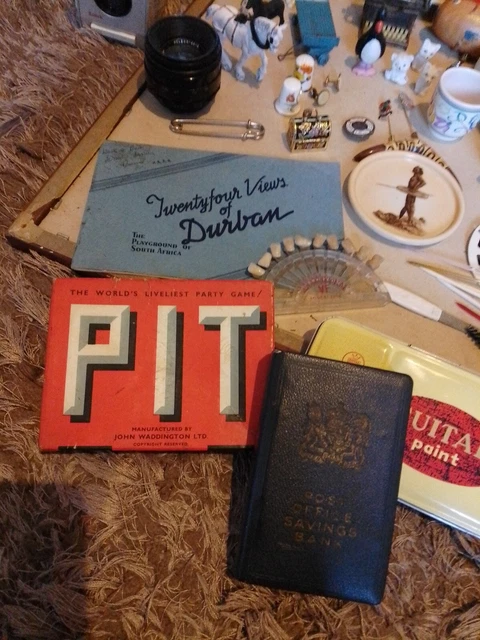 Twentyfour Views
of
Durban
THE
PLAYGROUND OF
SOUTH AFRICA
THE WORLD'S LIVELIEST PARTY GAME!
PIT
MANUFACTURED BY
JOHN WADDINGTON LTD.
COPYRIGHT RESERVED
POST
OFFICE
SAVINGS
BANK
UITA
paint